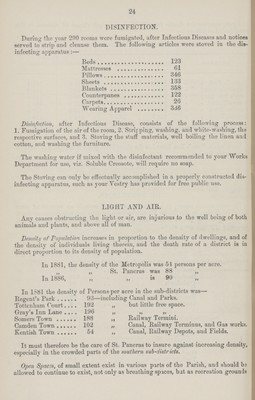 24
DISINFECTION.
During the year 290 rooms were fumigated, after Infectious Diseases and notices
served to strip and cleanse them. The following articles were stoved in the dis-
infecting apparatus:—
Beds .................. 123
Mattresses ............ 61
Pillows ............... 346
Sheets ................ 133
Blankets .............. 358
Counterpanes .......... 122
Carpets ............... 26
Wearing Apparel ....... 546
Disinfection, after Infectious Disease, consists of the following process:
1. Fumigation of the air of the room, 2. Stripping, washing, and white-washing, the
respective surfaces, and 3. Stoving the stuff materials, well boiling the linen and
cotton, and washing the furniture.
The washing water if mixed with the disinfectant recommended to your Works
Department for use, viz. Soluble Creosote, will require no soap.
The Stoving can only be effectually accomplished in a properly constructed dis-
infecting apparatus, such as your Vestry has provided for free public use.
LIGHT AND AIR.
Any causes obstructing the light or air, are injurious to the well being of both
animals and plants, and above all of man.
Density of Population increases in proportion to the density of dwellings, and of
the density of individuals living therein, and the death rate of a district is in
direct proportion to its density of population.
In 1881, the density of the Metropolis was 54 persons per acre.
„ „ St. Pancras was 88 „
In 1886, „ „ is 90 „
In 1881 the density of Persons per acre in the sub-districts was—
Regent's Park ...... 93—including Canal and Parks.
Tottenham Court .. 192 „ but little free space.
Gray's Inn Lane .... 196 „ „ „
Somers Town ...... 188 „ Railway Termini.
Camden Town ...... 102 „ Canal, Railway Terminus, and Gas works.
Kentish Town ...... 54 „ Canal, Railway Depots, and Fields.
It must therefore be the care of St. Pancras to insure against increasing density,
especially in the crowded parts of the southern sub-districts.
Open Spaces, of small extent exist in various parts of the Parish, and should be
allowed to continue to exist, not only as breathing spaces, but as recreation grounds